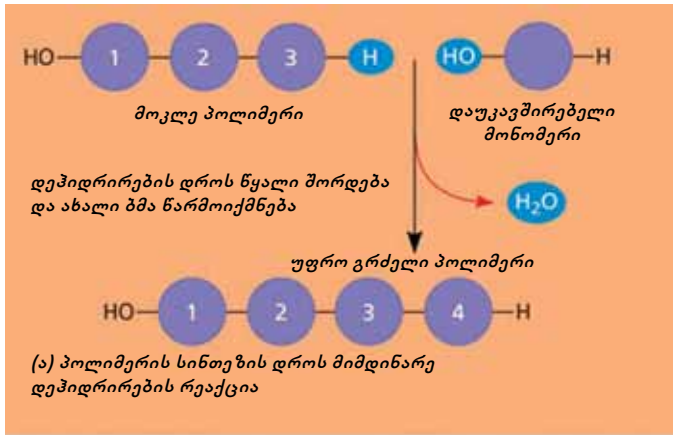 HO 1 2 3 H HO H
მოკლე პოლიმერი
დაუკავშირებელი
მონომერი
დეჰიდრირების დროს წყალი შორდება
და ახალი ბმა წარმოიქმნება
H₂O
უფრო გრძელი პოლიმერი
HO 1 2 3 4 H
(ა) პოლიმერის სინთეზის დროს მიმდინარე
დეჰიდრირების რეაქცია